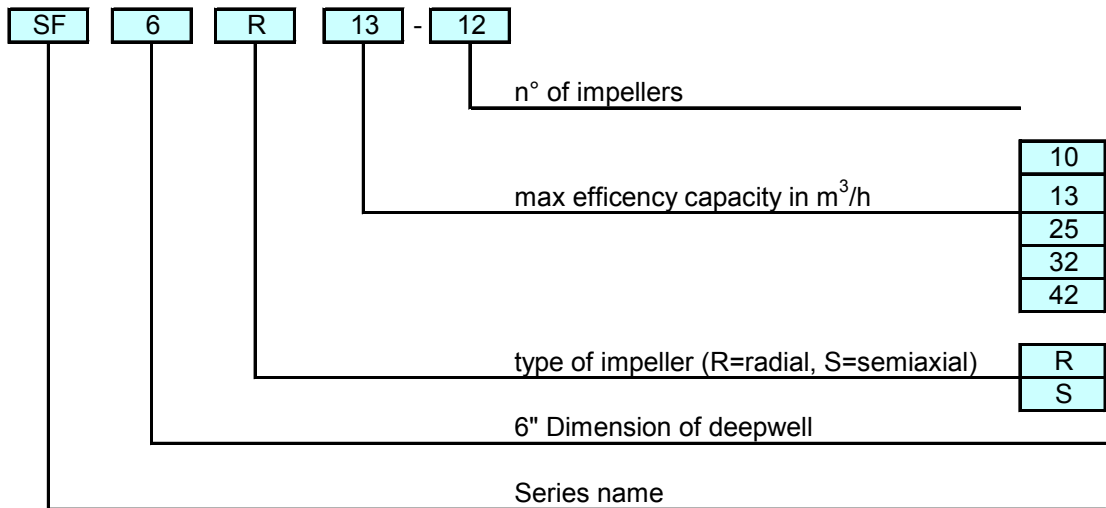 SF 6 R 13 - 12
n° of impellers
10
max efficency capacity in m³/h 13
25
32
42
type of impeller (R=radial, S=semiaxial) R
S
6" Dimension of deepwell
Series name